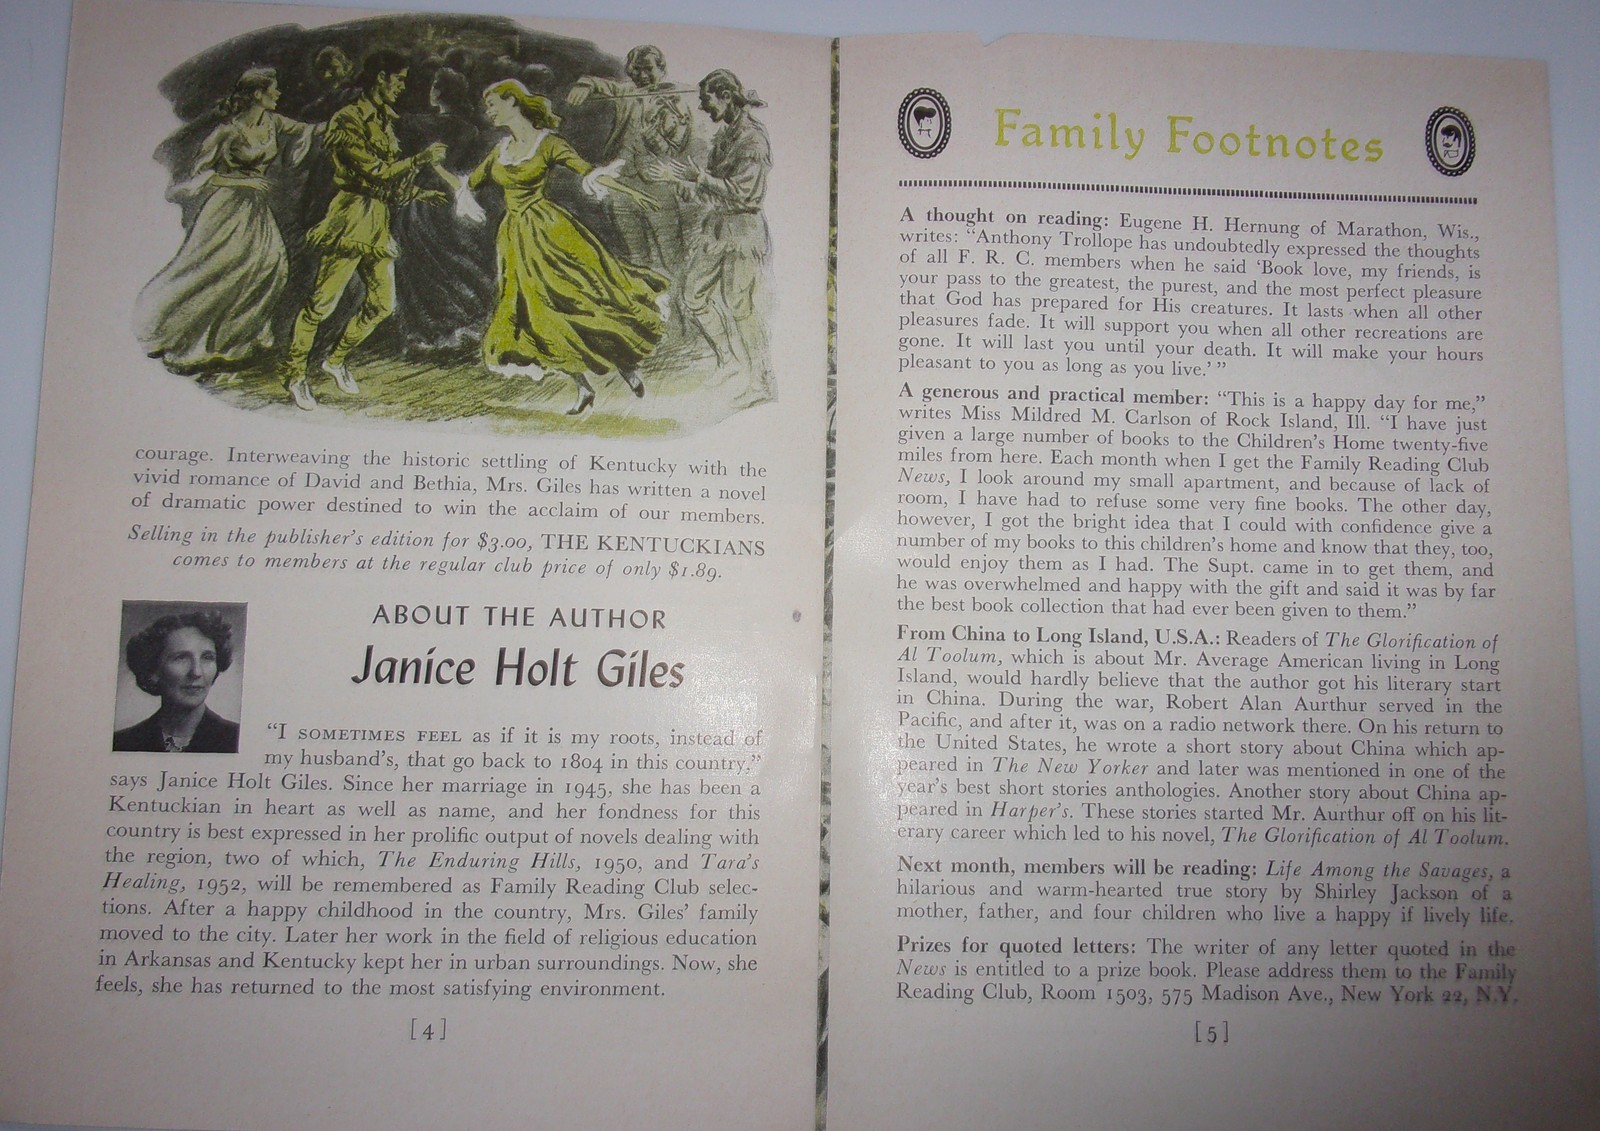 courage. Interweaving the historic settling of Kentucky with the
vivid romance of David and Bethia, Mrs. Giles has written a novel
of dramatic power destined to win the acclaim of our members.
Selling in the publisher's edition for $3.00, THE KENTUCKIANS
comes to members at the regular club price of only $1.89.
ABOUT THE AUTHOR
Janice Holt Giles
"I SOMETIMES FEEL as if it is my roots, instead of
my husband's, that go back to 1804 in this country,"
says Janice Holt Giles. Since her marriage in 1945, she has been a
Kentuckian in heart as well as name, and her fondness for this
country is best expressed in her prolific output of novels dealing with
the region, two of which, The Enduring Hills, 1950, and Tara's
Healing, 1952, will be remembered as Family Reading Club selec-
tions. After a happy childhood in the country, Mrs. Giles' family
moved to the city. Later her work in the field of religious education
in Arkansas and Kentucky kept her in urban surroundings. Now, she
feels, she has returned to the most satisfying environment.
[4]
Family Footnotes
A thought on reading: Eugene H. Hernung of Marathon, Wis.,
writes: "Anthony Trollope has undoubtedly expressed the thoughts
of all F. R. C. members when he said 'Book love, my friends, is
your pass to the greatest, the purest, and the most perfect pleasure
that God has prepared for His creatures. It lasts when all other
pleasures fade. It will support you when all other recreations are
gone. It will last you until your death. It will make your hours
pleasant to you as long as you live.' "
A generous and practical member: "This is a happy day for me,"
writes Miss Mildred M. Carlson of Rock Island, Ill. "I have just
given a large number of books to the Children's Home twenty-five
miles from here. Each month when I get the Family Reading Club
News, I look around my small apartment, and because of lack of
room, I have had to refuse some very fine books. The other day,
however, I got the bright idea that I could with confidence give a
number of my books to this children's home and know that they, too,
would enjoy them as I had. The Supt. came in to get them, and
he was overwhelmed and happy with the gift and said it was by far
the best book collection that had ever been given to them."
From China to Long Island, U.S.A.: Readers of The Glorification of
Al Toolum, which is about Mr. Average American living in Long
Island, would hardly believe that the author got his literary start
in China. During the war, Robert Alan Aurthur served in the
Pacific, and after it, was on a radio network there. On his return to
the United States, he wrote a short story about China which ap-
peared in The New Yorker and later was mentioned in one of the
year's best short stories anthologies. Another story about China ap-
peared in Harper's. These stories started Mr. Aurthur off on his lit-
erary career which led to his novel, The Glorification of Al Toolum.
Next month, members will be reading: Life Among the Savages, a
hilarious and warm-hearted true story by Shirley Jackson of a
mother, father, and four children who live a happy if lively life.
Prizes for quoted letters: The writer of any letter quoted in the
News is entitled to a prize book. Please address them to the Family
Reading Club, Room 1503, 575 Madison Ave., New York 22, N.Y.
[5]